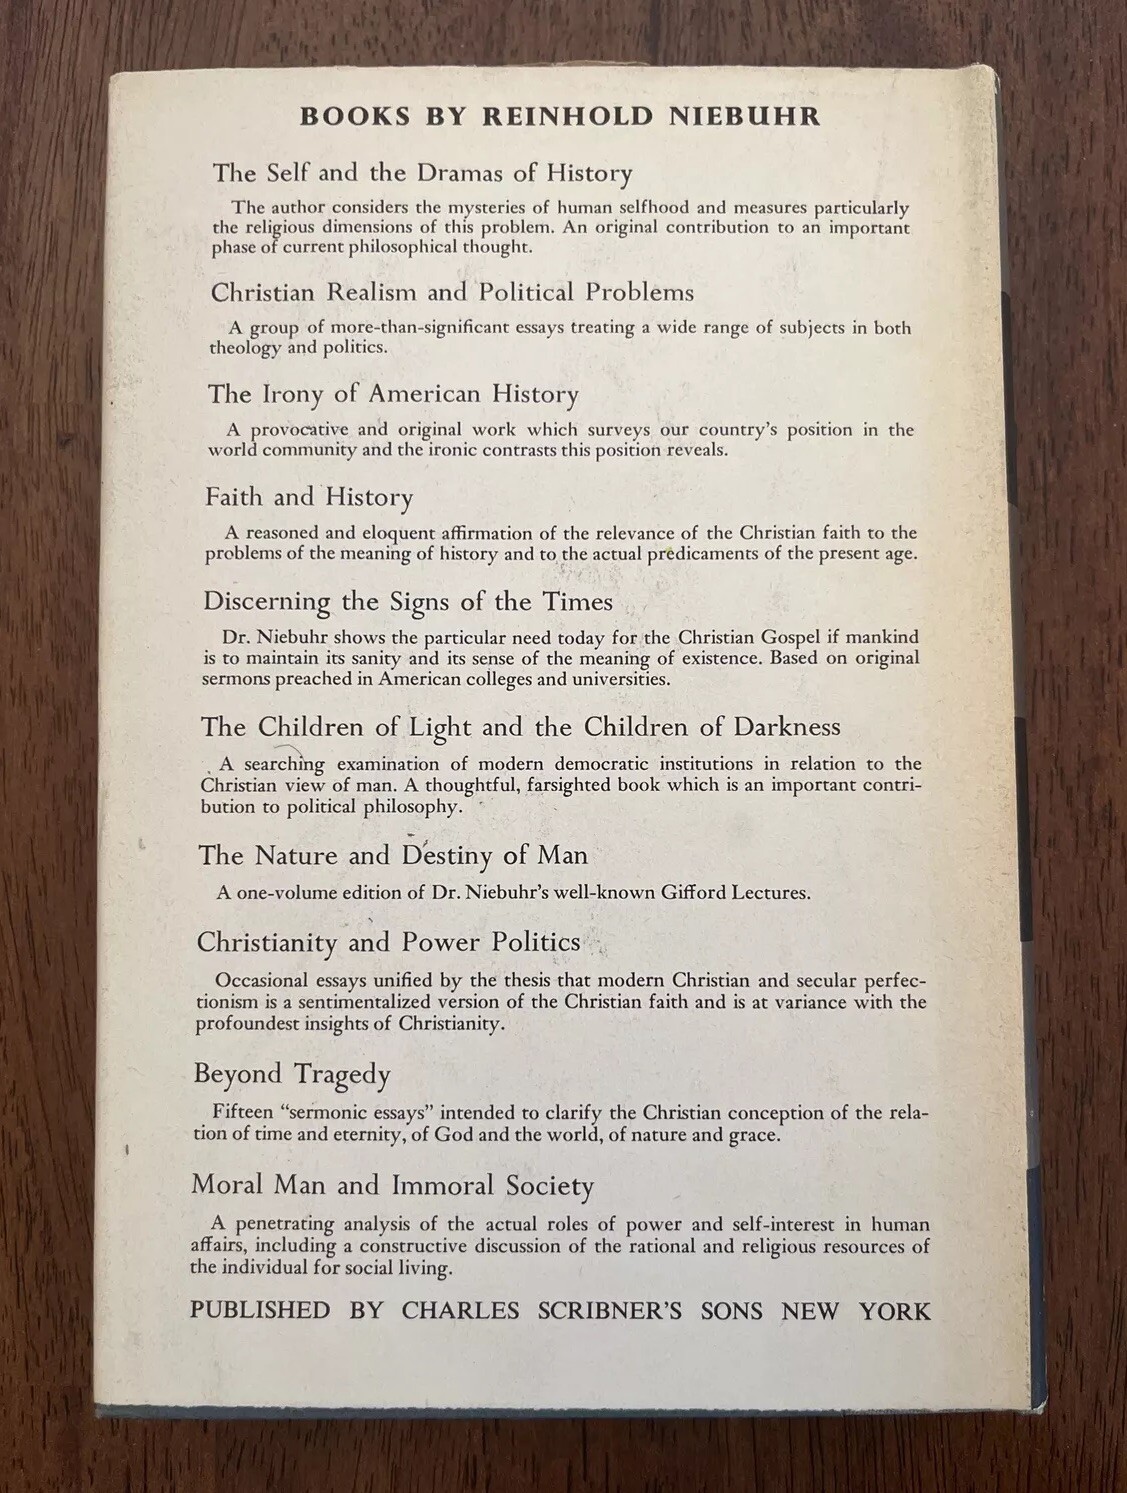 BOOKS BY REINHOLD NIEBUHR
The Self and the Dramas of History
The author considers the mysteries of human selfhood and measures particularly
the religious dimensions of this problem. An original contribution to an important
phase of current philosophical thought.
Christian Realism and Political Problems
A group of more-than-significant essays treating a wide range of subjects in both
theology and politics.
The Irony of American History
A provocative and original work which surveys our country's position in the
world community and the ironic contrasts this position reveals.
Faith and History
A reasoned and eloquent affirmation of the relevance of the Christian faith to the
problems of the meaning of history and to the actual predicaments of the present age.
Discerning the Signs of the Times
Dr. Niebuhr shows the particular need today for the Christian Gospel if mankind
is to maintain its sanity and its sense of the meaning of existence. Based on original
sermons preached in American colleges and universities.
The Children of Light and the Children of Darkness
A searching examination of modern democratic institutions in relation to the
Christian view of man. A thoughtful, farsighted book which is an important contri-
bution to political philosophy.
The Nature and Destiny of Man
A one-volume edition of Dr. Niebuhr's well-known Gifford Lectures.
Christianity and Power Politics
Occasional essays unified by the thesis that modern Christian and secular perfec-
tionism is a sentimentalized version of the Christian faith and is at variance with the
profoundest insights of Christianity.
Beyond Tragedy
Fifteen “sermonic essays” intended to clarify the Christian conception of the rela-
tion of time and eternity, of God and the world, of nature and grace.
Moral Man and Immoral Society
A penetrating analysis of the actual roles of power and self-interest in human
affairs, including a constructive discussion of the rational and religious resources of
the individual for social living.
PUBLISHED BY CHARLES SCRIBNER'S SONS NEW YORK